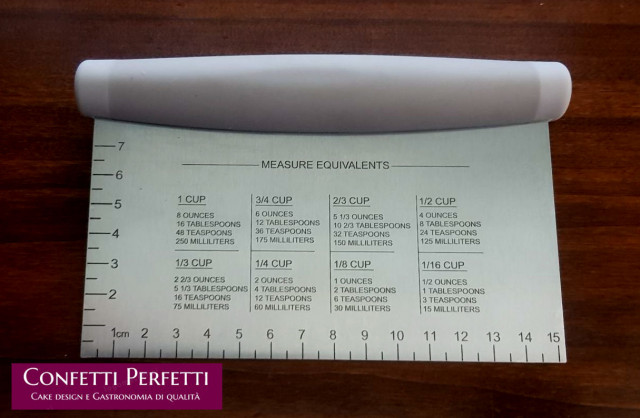 MEASURE EQUIVALENTS
1 CUP
8 OUNCES
16 TABLESPOONS
48 TEASPOONS
250 MILLILITERS
3/4 CUP
6 OUNCES
12 TABLESPOONS
36 TEASPOONS
175 MILLILITERS
2/3 CUP
5 1/3 OUNCES
10 2/3 TABLESPOONS
32 TEASPOONS
150 MILLILITERS
1/2 CUP
4 OUNCES
8 TABLESPOONS
24 TEASPOONS
125 MILLILITERS
1/3 CUP
2 2/3 OUNCES
5 1/3 TABLESPOONS
16 TEASPOONS
75 MILLILITERS
1/4 CUP
2 OUNCES
4 TABLESPOONS
12 TEASPOONS
60 MILLILITERS
1/8 CUP
1 OUNCES
2 TABLESPOONS
6 TEASPOONS
30 MILLILITERS
1/16 CUP
1/2 OUNCES
1 TABLESPOONS
3 TEASPOONS
15 MILLILITERS
7
6
5
4
3
2
1cm 2 3 4 5 6 7 8 9 10 11 12 13 14 15
CONFETTI PERFETTI
CAKE DESIGN E GASTRONOMIA DI QUALITÀ